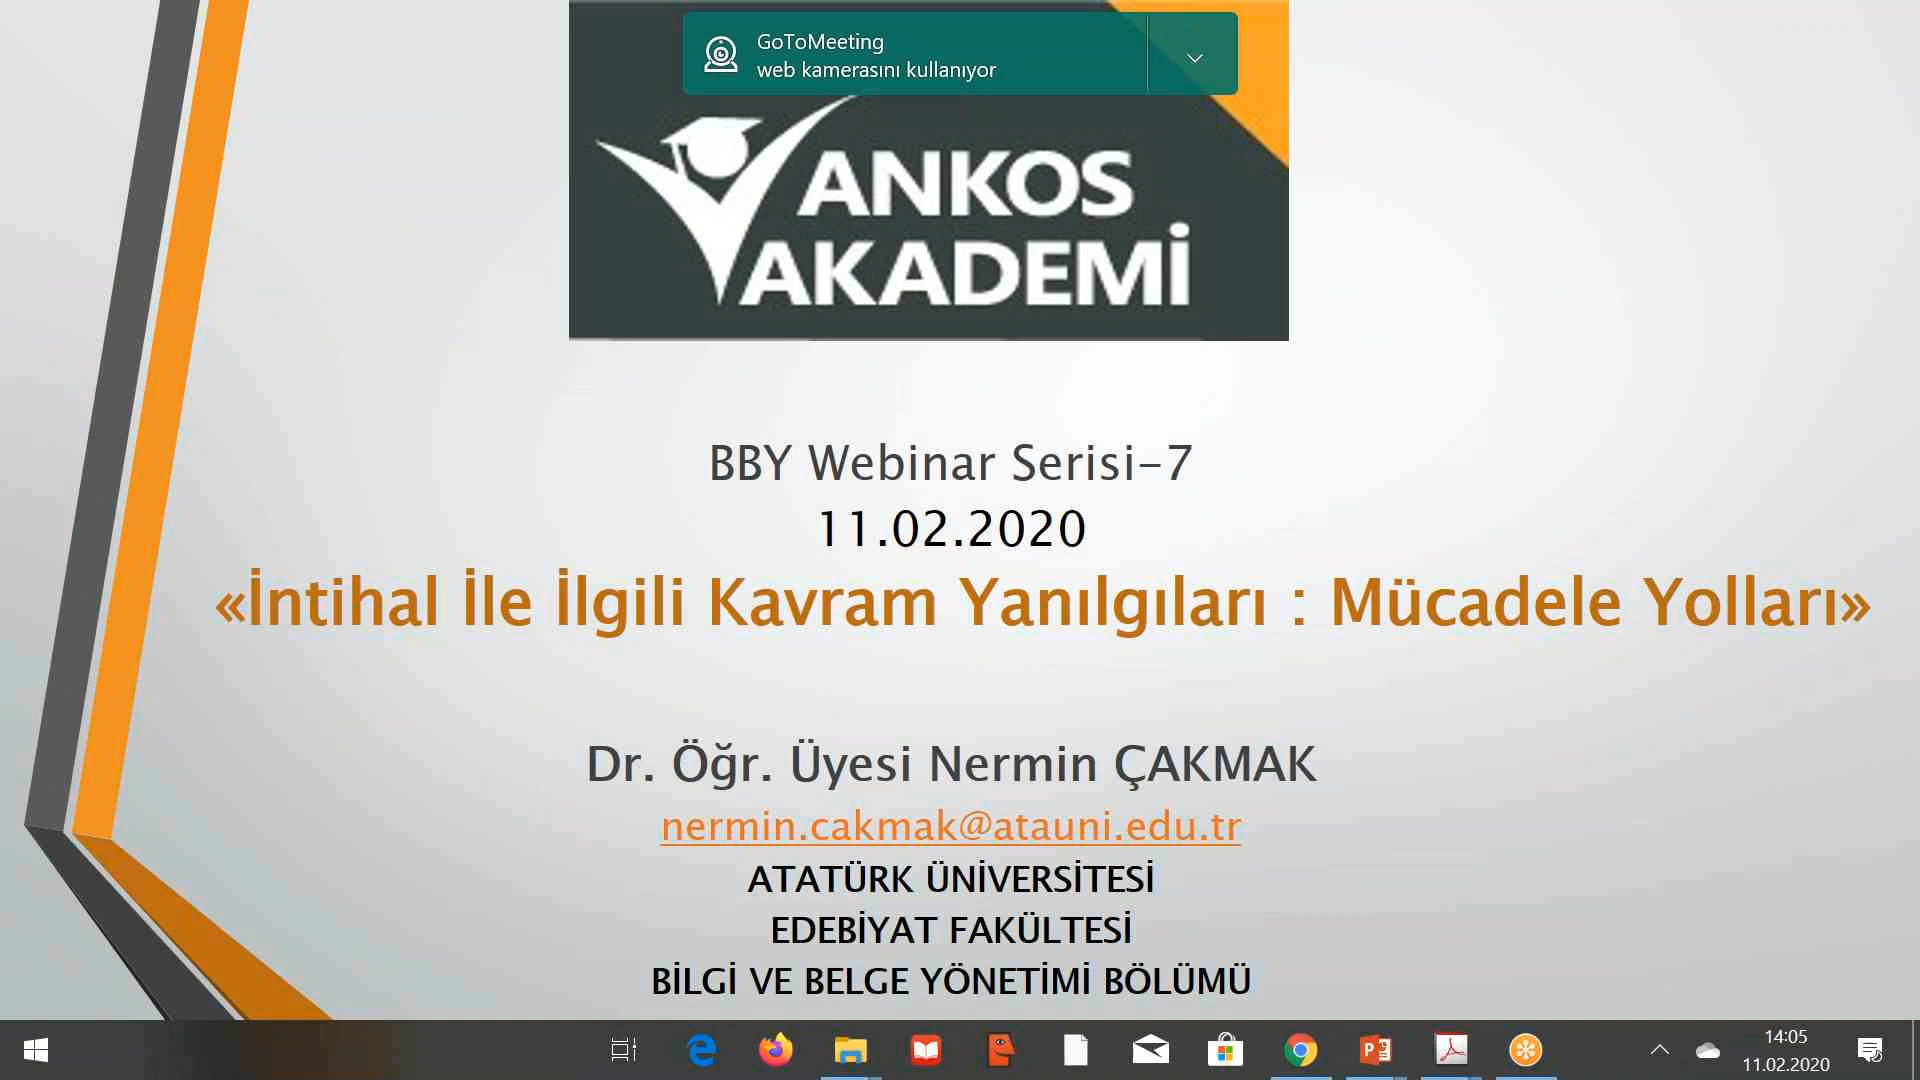 GoToMeeting
web kamerasını kullanıyor
ANKOS
AKADEMİ
BBY Webinar Serisi-7
11.02.2020
«İntihal İle İlgili Kavram Yanılgıları : Mücadele Yolları»
Dr. Öğr. Üyesi Nermin ÇAKMAK
nermin.cakmak@atauni.edu.tr
ATATÜRK ÜNİVERSİTESİ
EDEBİYAT FAKÜLTESİ
BİLGİ VE BELGE YÖNETİMİ BÖLÜMÜ
14:05
11.02.2020